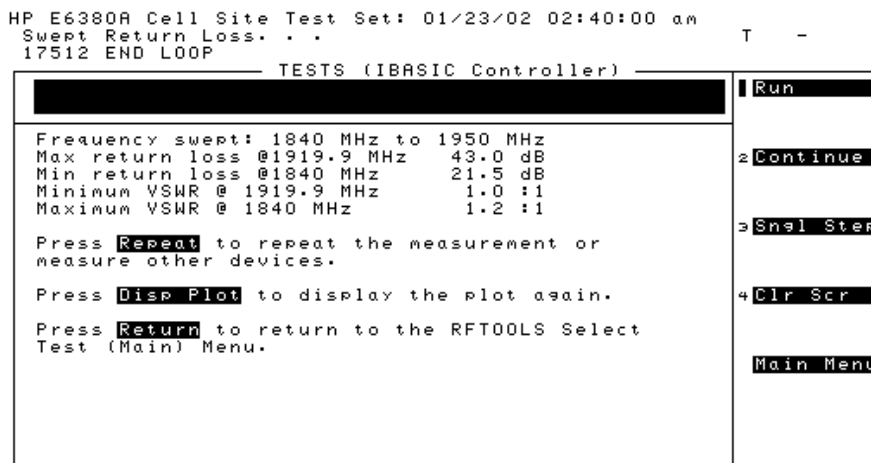 HP E6380A Cell Site Test Set: 01/23/02 02:40:00 am
Swept Return Loss. . . T -
17512 END LOOP
TESTS (IBASIC Controller)
1 Run
Frequency swept: 1840 MHz to 1950 MHz
Max return loss @1919.9 MHz 43.0 dB
Min return loss @1840 MHz 21.5 dB
Minimum VSWR @ 1919.9 MHz 1.0 :1
Maximum VSWR @ 1840 MHz 1.2 :1
2 Continue
Press Repeat to repeat the measurement or
measure other devices.
3 Sngl Step
Press Disp Plot to display the plot again.
4 Clr Scr
Press Return to return to the RFTOOLS Select
Test (Main) Menu.
Main Menu